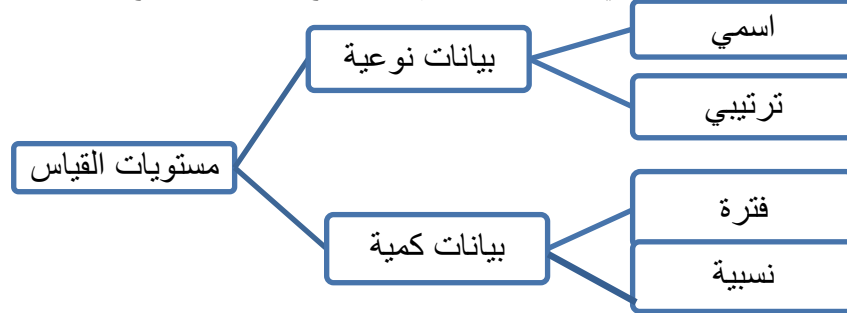 مستويات القياس
بيانات نوعية
اسمي
ترتيبي
بيانات كمية
فترة
نسبية